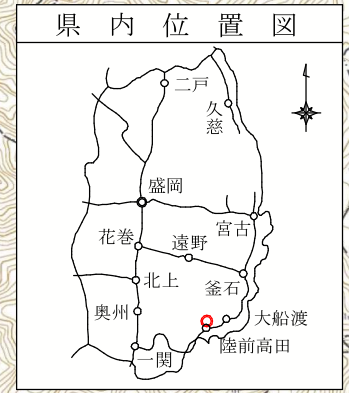 県内位置図
二戸
久慈
盛岡
宮古
花巻
遠野
北上
釜石
奥州
大船渡
陸前高田
一関